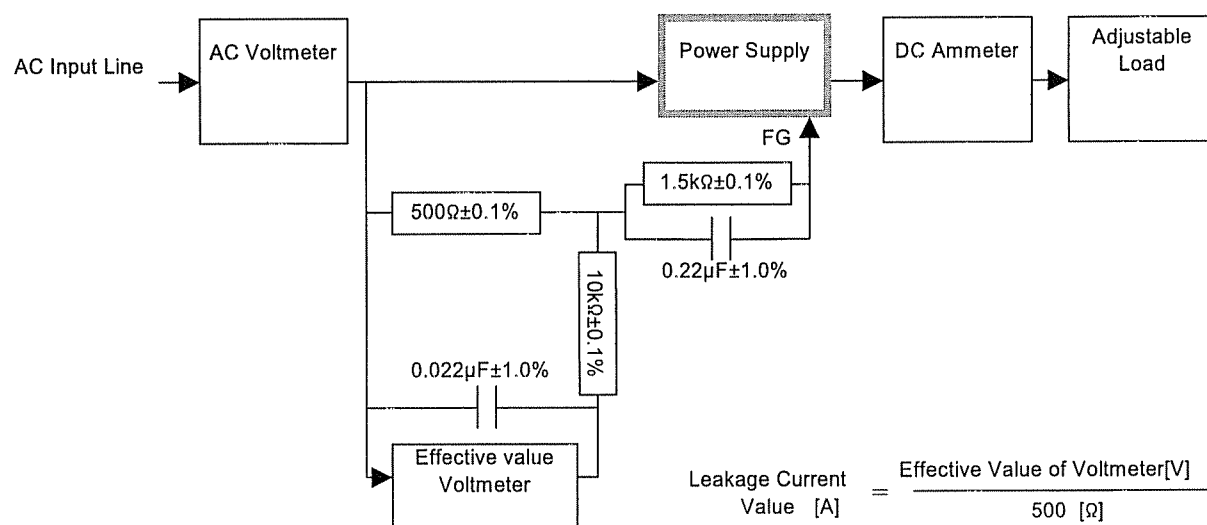 AC Input Line
AC Voltmeter
Power Supply
DC Ammeter
Adjustable
Load
FG
1.5kΩ±0.1%
500Ω±0.1%
0.22µF±1.0%
10kΩ±0.1%
0.022µF±1.0%
Effective value
Voltmeter
Leakage Current
Value [A]
=
Effective Value of Voltmeter[V]
500 [Ω]